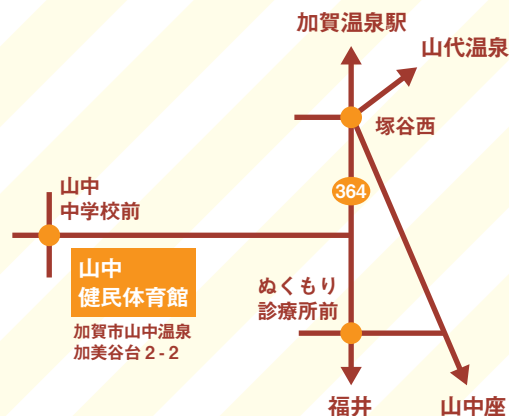 加賀温泉駅
山代温泉
塚谷西
364
山中
中学校前
山中
健民体育館
加賀市山中温泉
加美谷台2-2
ぬくもり
診療所前
福井
山中座